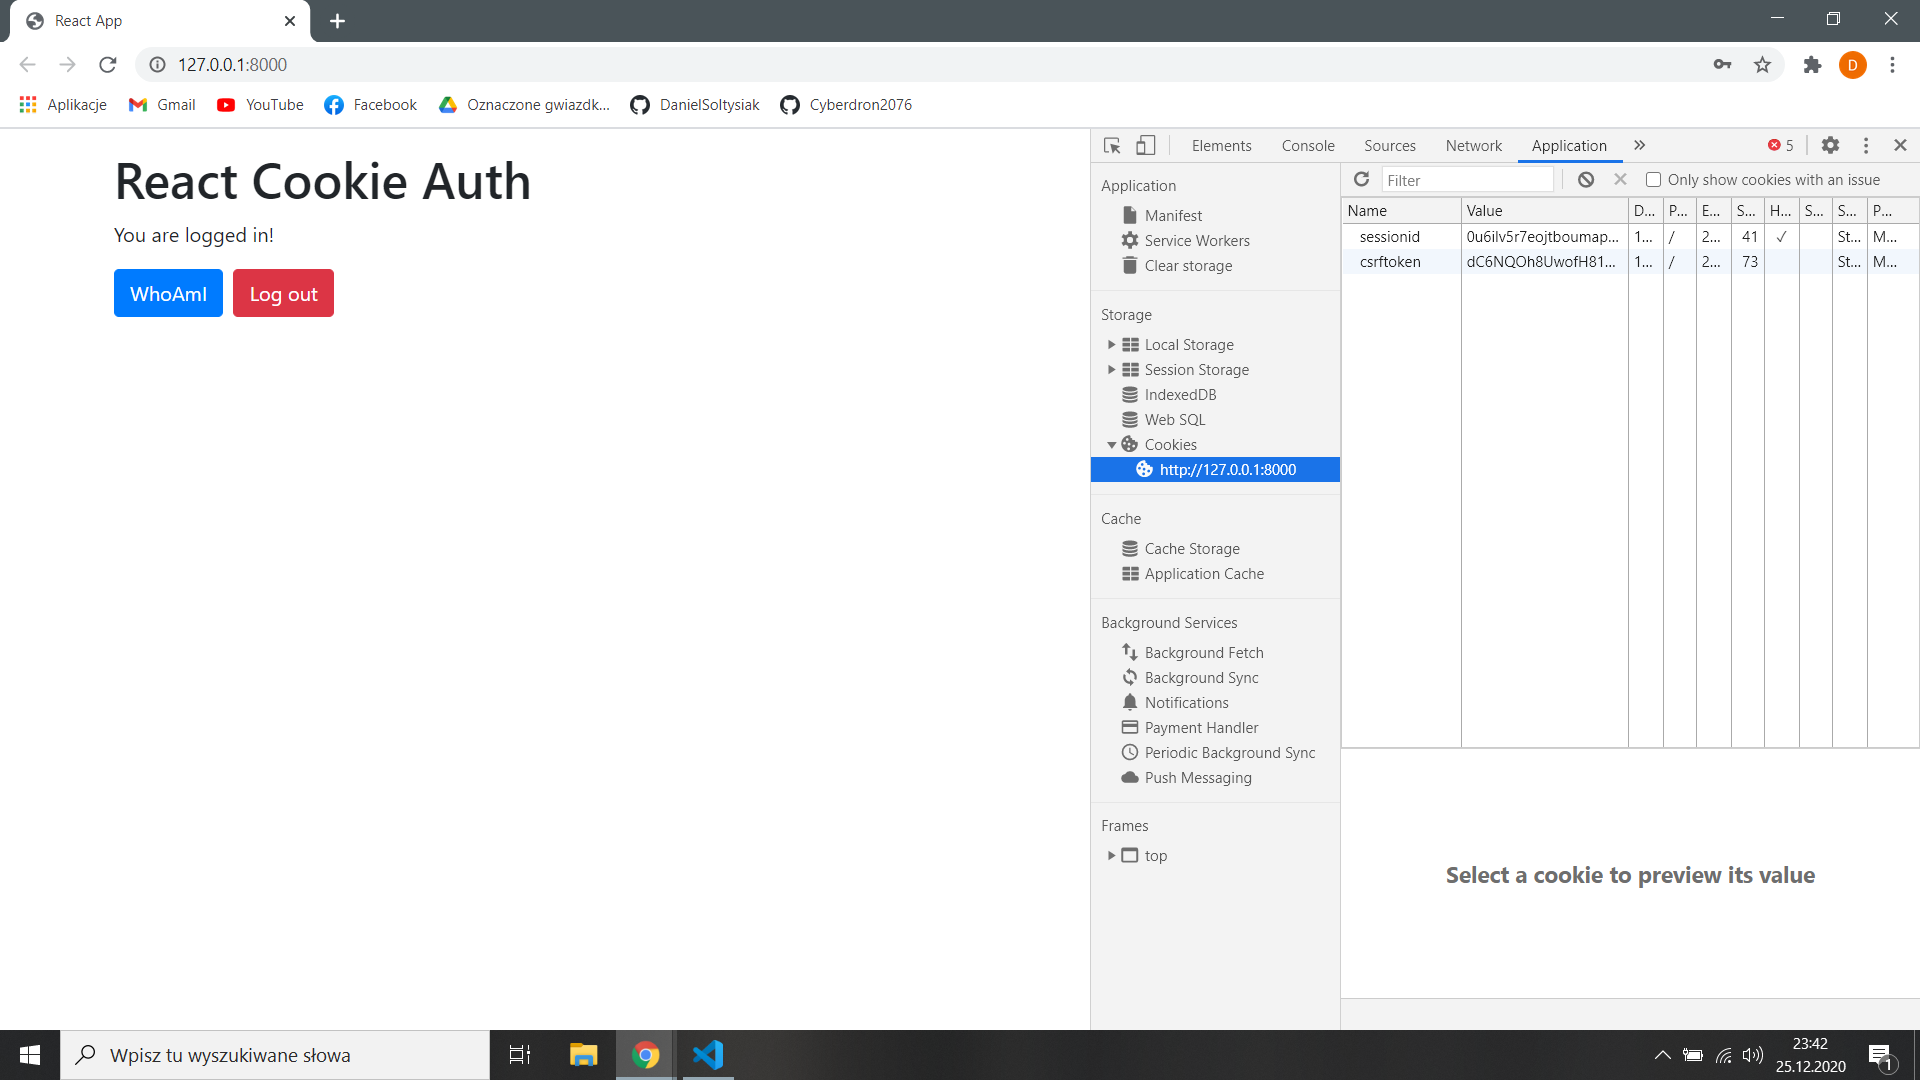 React App
127.0.0.1:8000
D
Aplikacje Gmail YouTube Facebook Oznaczone gwiazdk... DanielSoltysiak Cyberdron2076
React Cookie Auth
You are logged in!
WhoAmI Log out
Elements Console Sources Network Application 5
Application
Manifest
Service Workers
Clear storage
Storage
Local Storage
Session Storage
IndexedDB
Web SQL
Cookies
http://127.0.0.1:8000
Cache
Cache Storage
Application Cache
Background Services
Background Fetch
Background Sync
Notifications
Payment Handler
Periodic Background Sync
Push Messaging
Frames
top
Filter Only show cookies with an issue
Name Value D... P... E... S... H... S... S... P...
sessionid 0u6ilv5r7eojtboumap... 1... / 2... 41 ✓ St... M...
csrftoken dC6NQOh8UwofH81... 1... / 2... 73 St... M...
Select a cookie to preview its value
Wpisz tu wyszukiwane słowa
23:42
25.12.2020
1